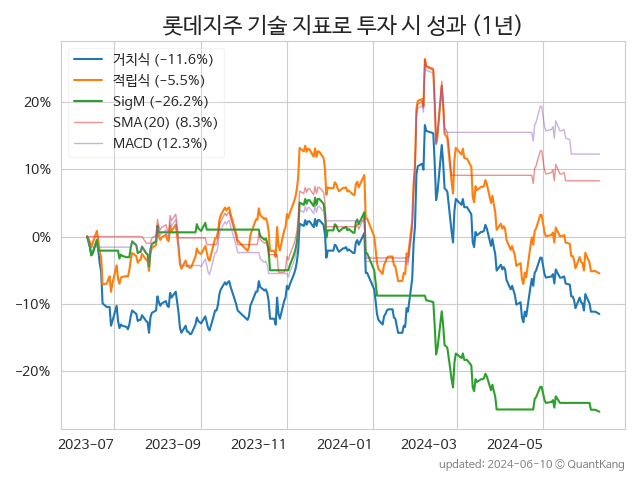 롯데지주 기술 지표로 투자 시 성과 (1년)
거치식 (−11.6%)
적립식 (−5.5%)
SigM (−26.2%)
SMA(20) (8.3%)
MACD (12.3%)
20%
10%
0%
−10%
−20%
2023−07
2023−09
2023−11
2024−01
2024−03
2024−05
updated: 2024−06−10 © QuantKang